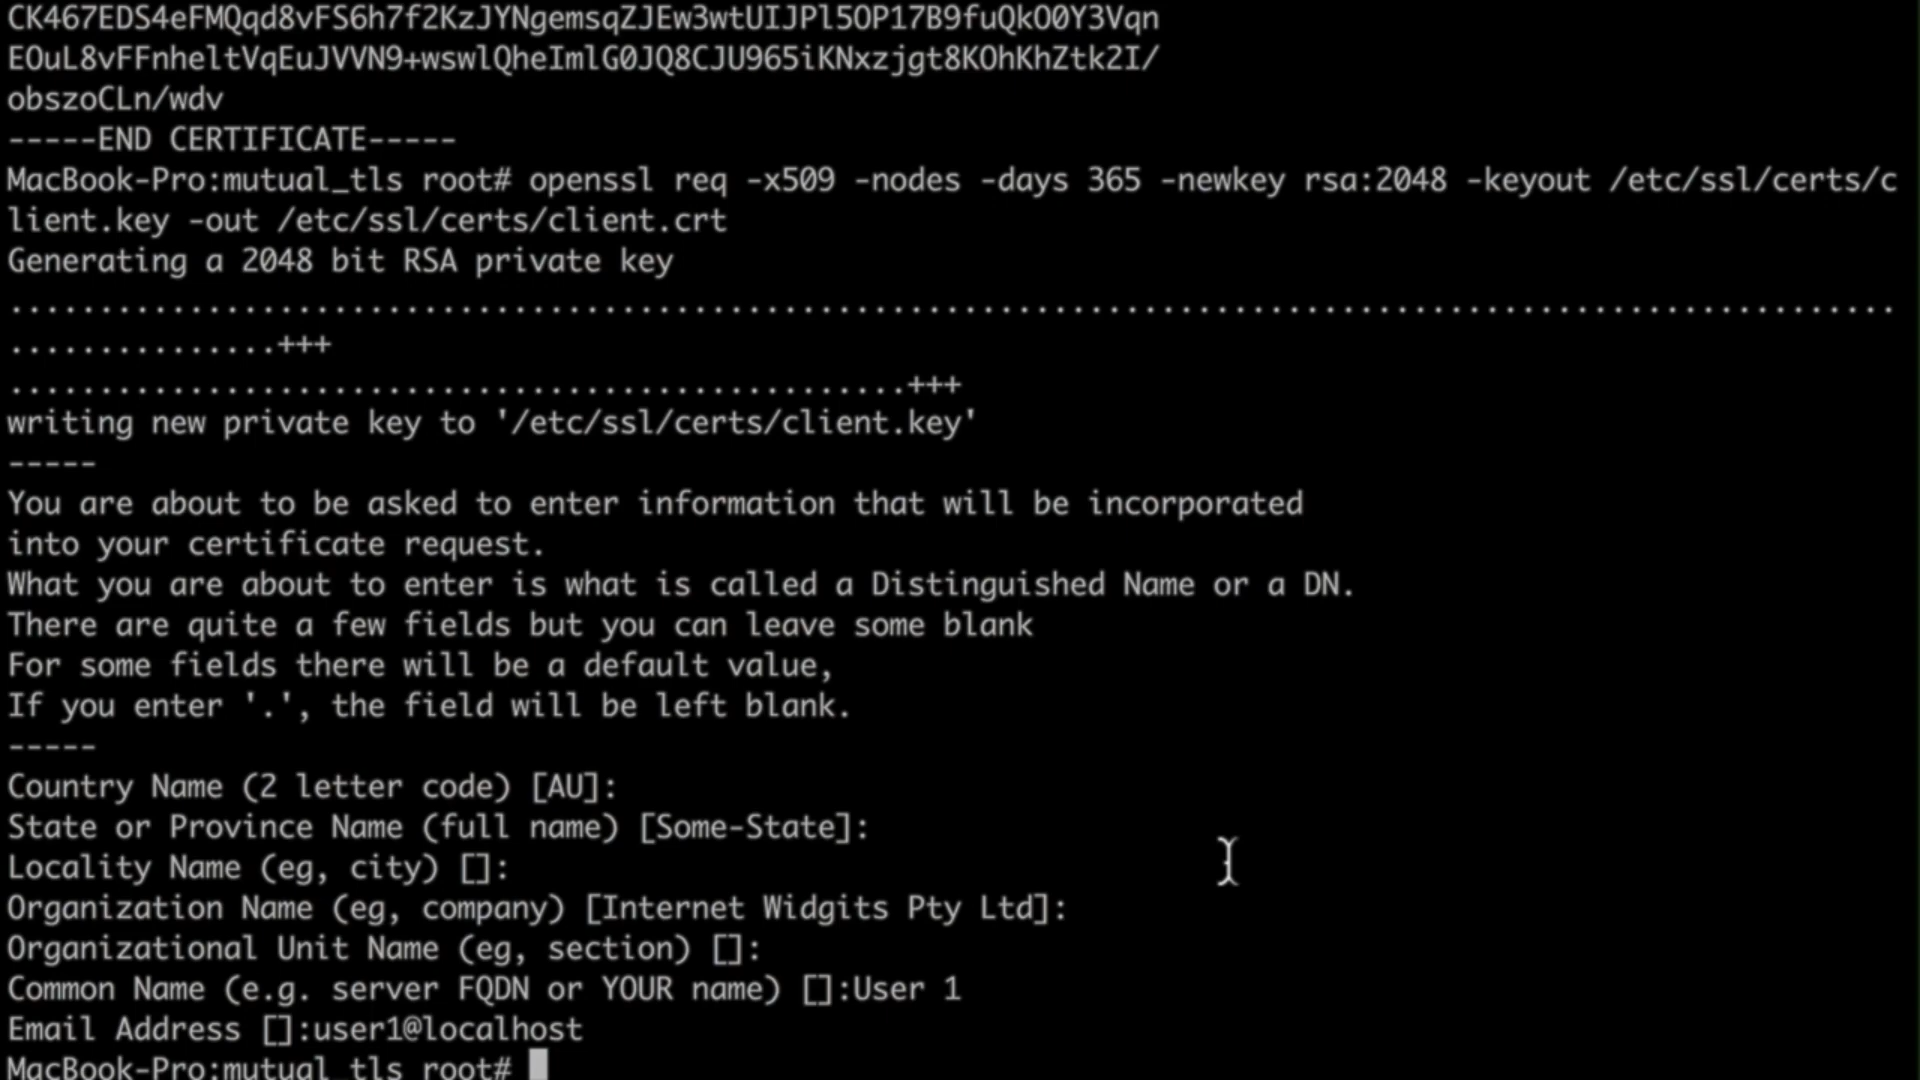 CK467EDS4eFMQqd8vFS6h7f2KzJYNgemsqZJEw3wtUIJPl5OP17B9fuQkO0Y3Vqn
EOuL8vFFnheltVqEuJVVN9+wswlQheImlG0JQ8CJU965iKNxzjgt8KOhKhZtk2I/
obszoCLn/wdv
-----END CERTIFICATE-----
MacBook-Pro:mutual_tls root# openssl req -x509 -nodes -days 365 -newkey rsa:2048 -keyout /etc/ssl/certs/c
lient.key -out /etc/ssl/certs/client.crt
Generating a 2048 bit RSA private key
.........................................................................................................
...............+++
..................................................+++
writing new private key to '/etc/ssl/certs/client.key'
-----
You are about to be asked to enter information that will be incorporated
into your certificate request.
What you are about to enter is what is called a Distinguished Name or a DN.
There are quite a few fields but you can leave some blank
For some fields there will be a default value,
If you enter '.', the field will be left blank.
-----
Country Name (2 letter code) [AU]:
State or Province Name (full name) [Some-State]:
Locality Name (eg, city) []:
Organization Name (eg, company) [Internet Widgits Pty Ltd]:
Organizational Unit Name (eg, section) []:
Common Name (e.g. server FQDN or YOUR name) []:User 1
Email Address []:user1@localhost
MacBook-Pro:mutual_tls root#